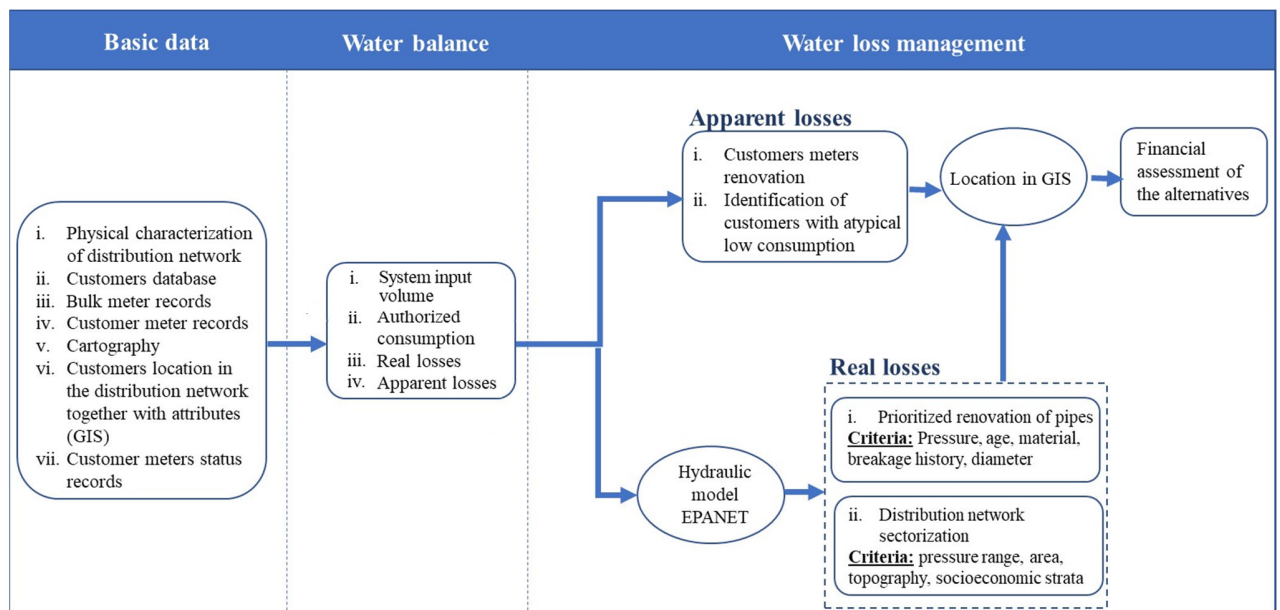 Basic data
Water balance
Water loss management
i. Physical characterization
of distribution network
ii. Customers database
iii. Bulk meter records
iv. Customer meter records
v. Cartography
vi. Customers location in
the distribution network
together with attributes
(GIS)
vii. Customer meters status
records
i. System input
volume
ii. Authorized
consumption
iii. Real losses
iv. Apparent losses
Apparent losses
i. Customers meters
renovation
ii. Identification of
customers with atypical
low consumption
Location in GIS
Financial
assessment of
the alternatives
Hydraulic
model
EPANET
Real losses
i. Prioritized renovation of pipes
Criteria: Pressure, age, material,
breakage history, diameter
ii. Distribution network
sectorization
Criteria: pressure range, area,
topography, socioeconomic strata